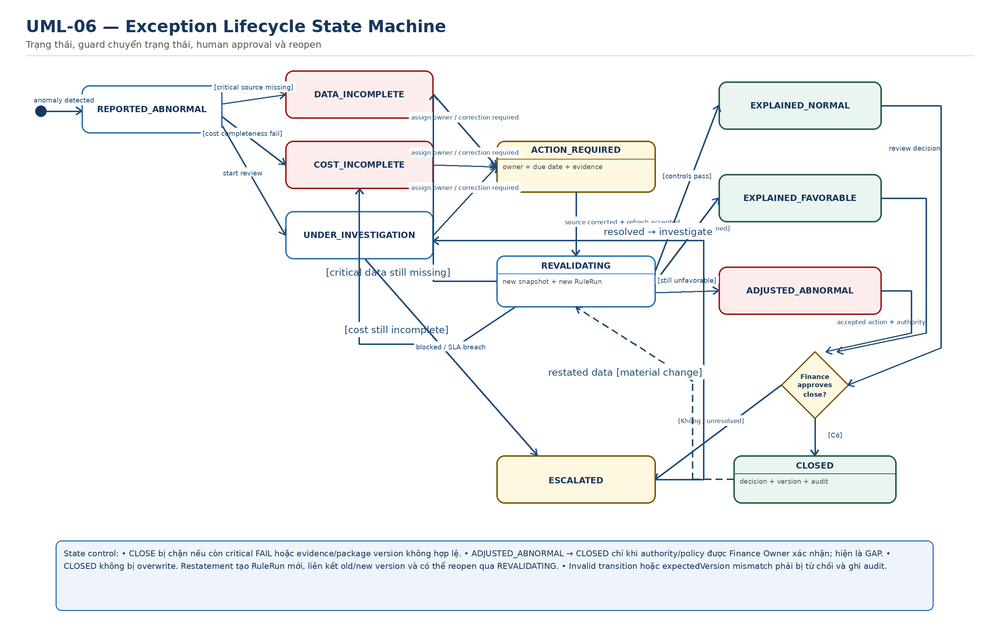 UML-06 — Exception Lifecycle State Machine
Trạng thái, guard chuyển trạng thái, human approval và reopen
anomaly detected
REPORTED_ABNORMAL
[critical source missing]
[cost completeness fail]
start review
DATA_INCOMPLETE
COST_INCOMPLETE
UNDER_INVESTIGATION
assign owner / correction required
assign owner / correction required
assign owner / correction required
ACTION_REQUIRED
owner + due date + evidence
source corrected + refresh accepted
resolved → investigate
REVALIDATING
new snapshot + new RuleRun
[critical data still missing]
[cost still incomplete]
blocked / SLA breach
[controls pass]
[still unfavorable]
EXPLAINED_NORMAL
EXPLAINED_FAVORABLE
ADJUSTED_ABNORMAL
review decision
accepted action + authority
restated data [material change]
Finance
approves
close?
[Không / unresolved]
[Có]
ESCALATED
CLOSED
decision + version + audit
State control: • CLOSE bị chặn nếu còn critical FAIL hoặc evidence/package version không hợp lệ. • ADJUSTED_ABNORMAL → CLOSED chỉ khi authority/policy được Finance Owner xác nhận; hiện là GAP. •
CLOSED không bị overwrite. Restatement tạo RuleRun mới, liên kết old/new version và có thể reopen qua REVALIDATING. • Invalid transition hoặc expectedVersion mismatch phải bị từ chối và ghi audit.